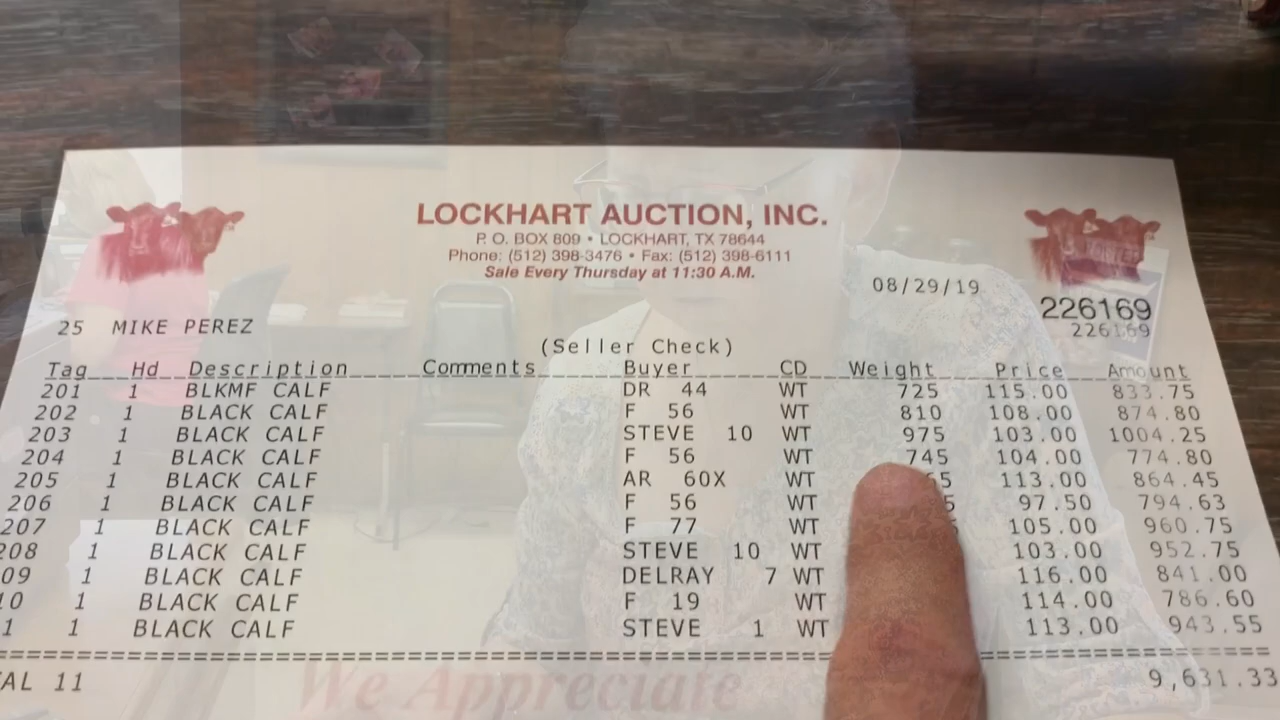 LOCKHART AUCTION, INC.
P. O. BOX 809 • LOCKHART, TX 78644
Phone: (512) 398-3476 • Fax: (512) 398-6111
Sale Every Thursday at 11:30 A.M.
08/29/19
226169
25 MIKE PEREZ 226169
(Seller Check)
Tag Hd Description Comments Buyer CD Weight Price Amount
201 1 BLKMF CALF DR 44 WT 725 115.00 833.75
202 1 BLACK CALF F 56 WT 810 108.00 874.80
203 1 BLACK CALF STEVE 10 WT 975 103.00 1004.25
204 1 BLACK CALF F 56 WT 745 104.00 774.80
205 1 BLACK CALF AR 60X WT 113.00 864.45
206 1 BLACK CALF F 56 WT 97.50 794.63
207 1 BLACK CALF F 77 WT 105.00 960.75
08 1 BLACK CALF STEVE 10 WT 103.00 952.75
09 1 BLACK CALF DELRAY 7 WT 116.00 841.00
10 1 BLACK CALF F 19 WT 114.00 786.60
1 1 BLACK CALF STEVE 1 WT 113.00 943.55
AL 11 9,631.33
We Appreciate